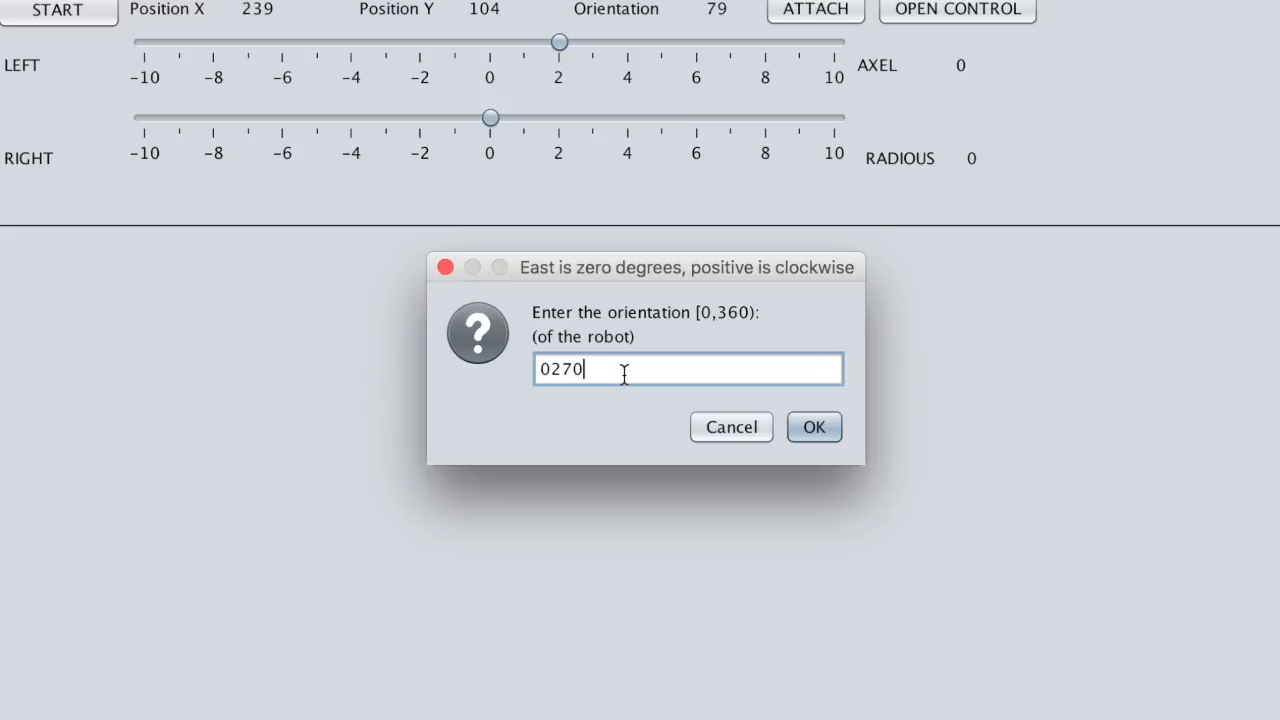 START Position X 239 Position Y 104 Orientation 79 ATTACH OPEN CONTROL
LEFT -10 -8 -6 -4 -2 0 2 4 6 8 10 AXEL 0
RIGHT -10 -8 -6 -4 -2 0 2 4 6 8 10 RADIOUS 0
East is zero degrees, positive is clockwise
Enter the orientation [0,360):
(of the robot)
0270
Cancel OK